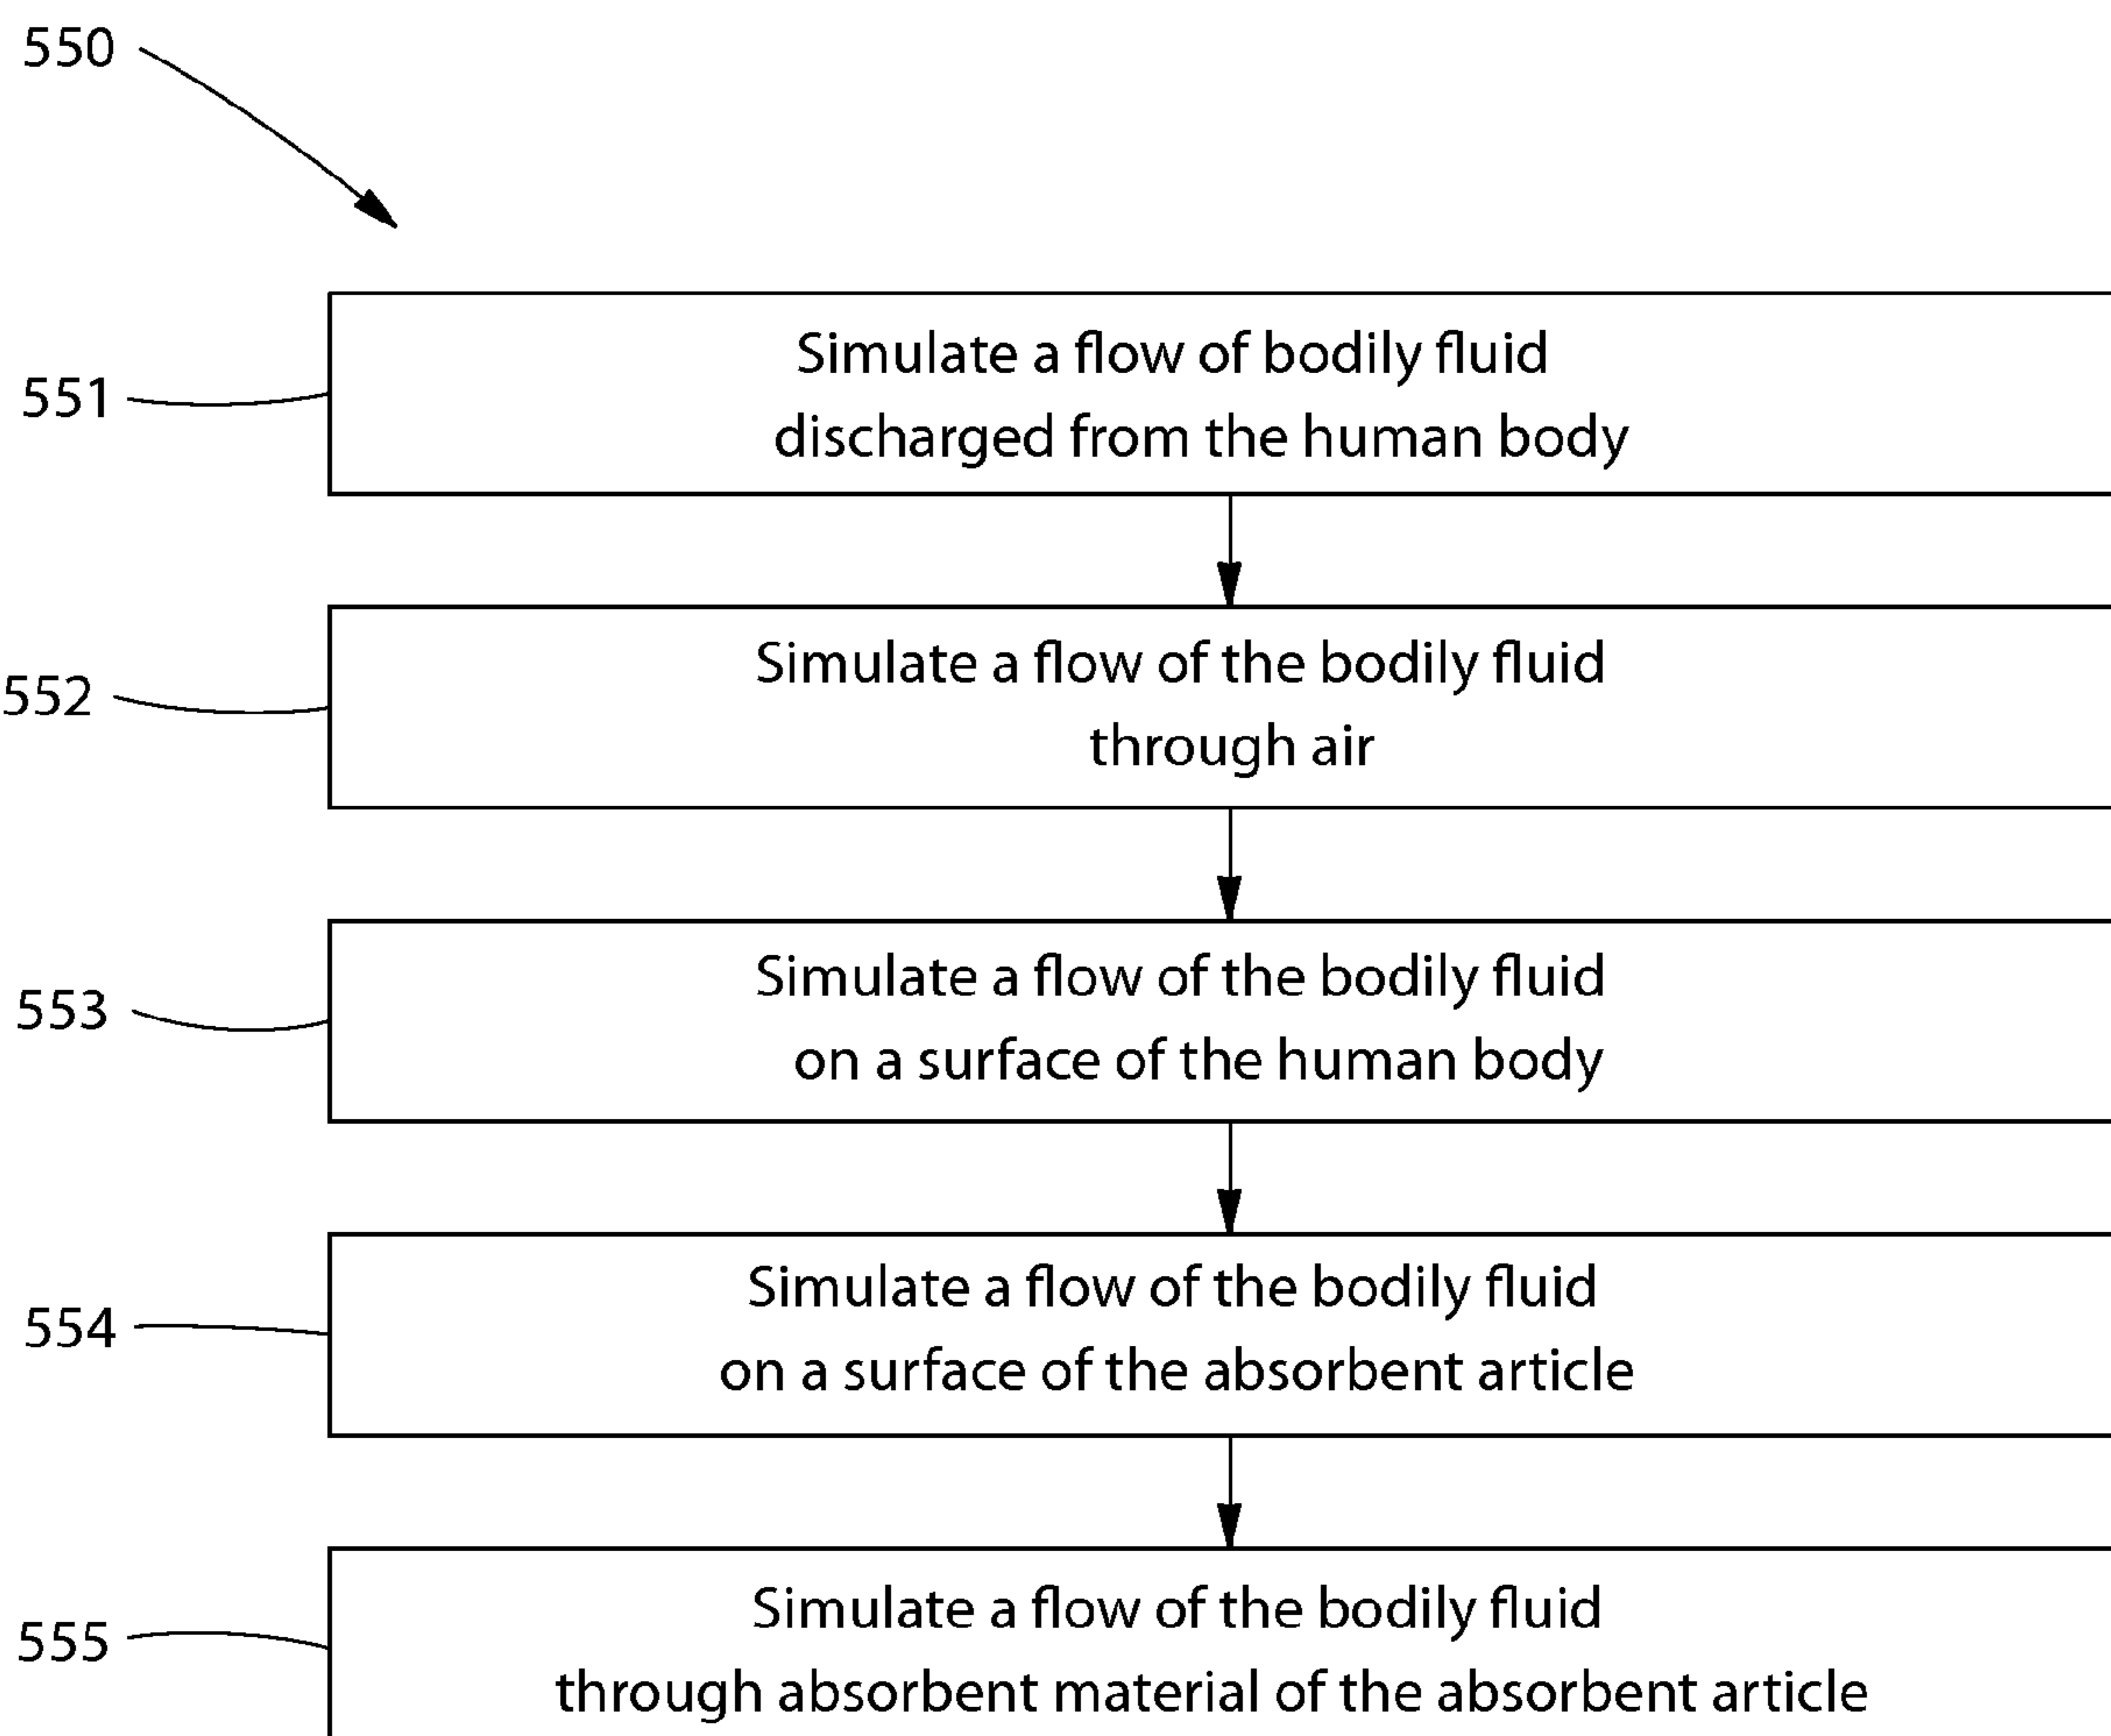 550
551
Simulate a flow of bodily fluid
discharged from the human body
552
Simulate a flow of the bodily fluid
through air
553
Simulate a flow of the bodily fluid
on a surface of the human body
554
Simulate a flow of the bodily fluid
on a surface of the absorbent article
555
Simulate a flow of the bodily fluid
through absorbent material of the absorbent article